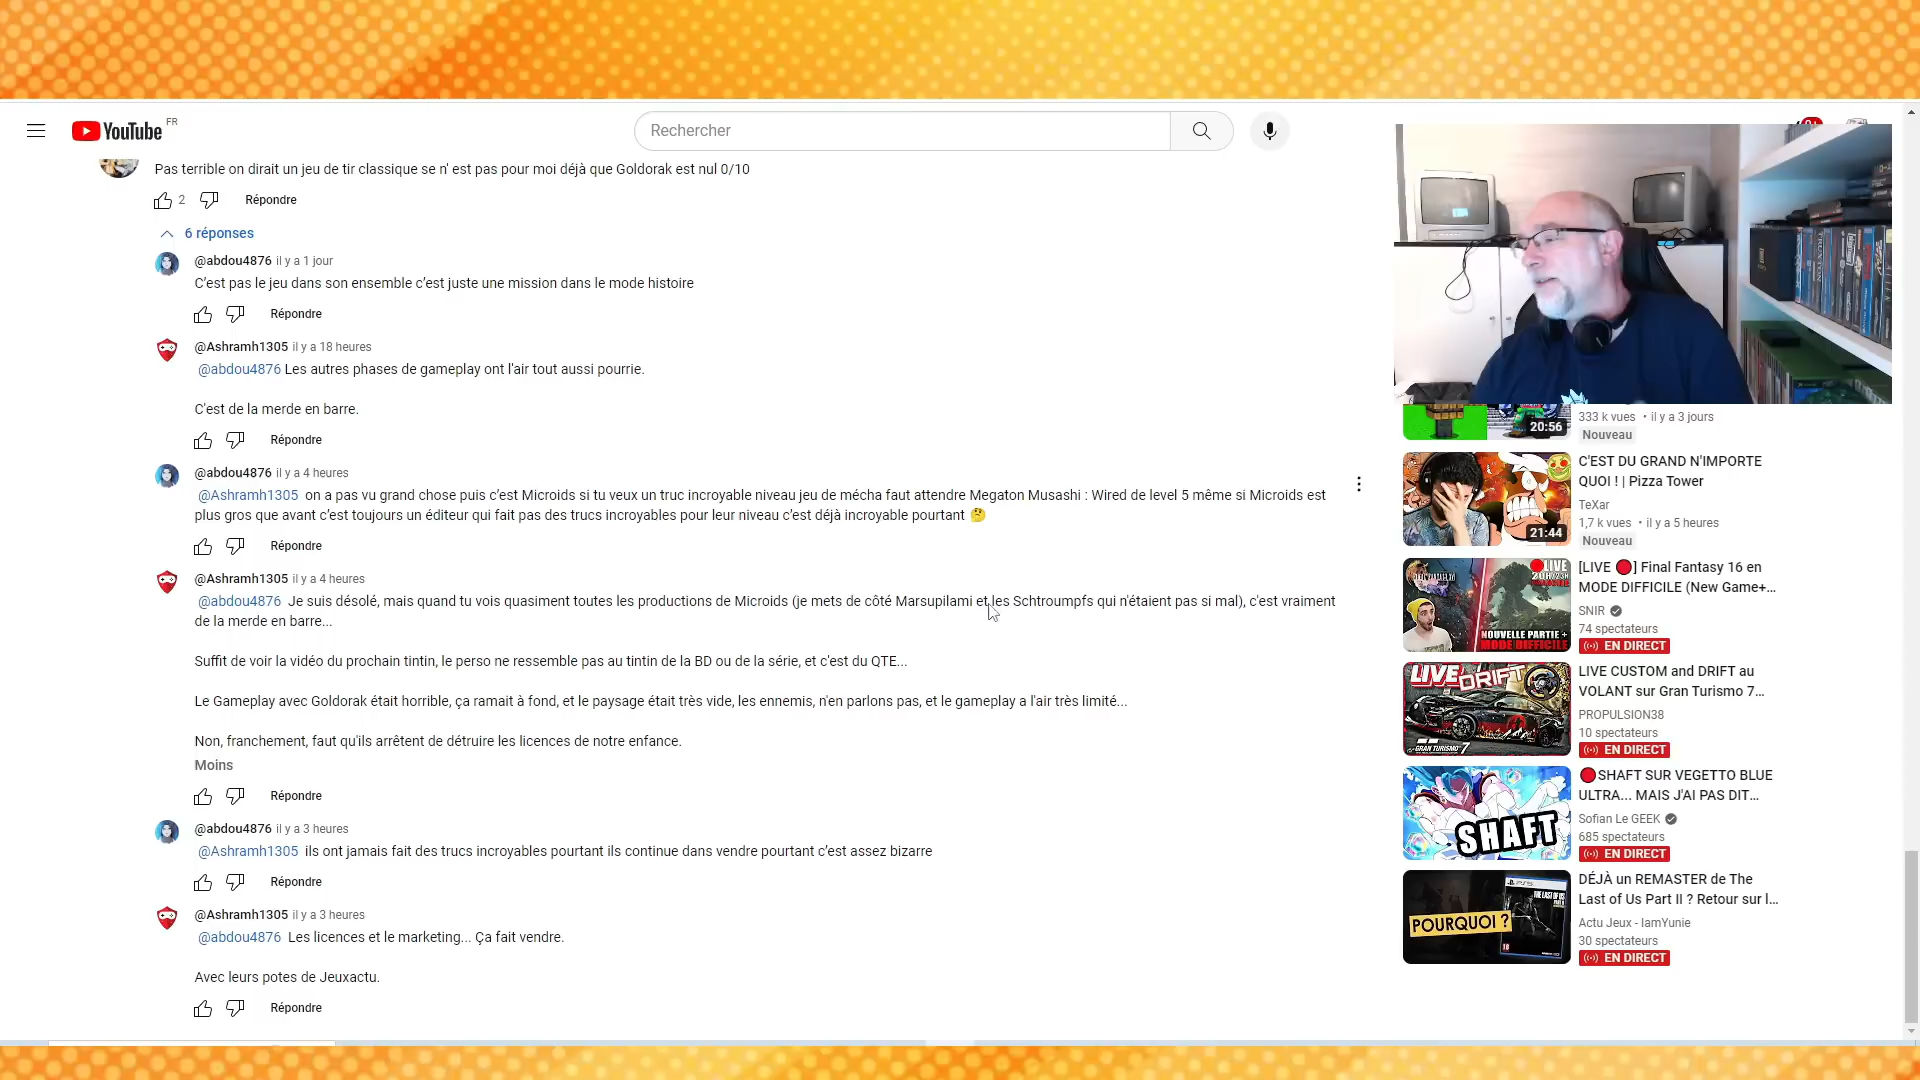 YouTube FR
Rechercher
Pas terrible on dirait un jeu de tir classique se n' est pas pour moi déjà que Goldorak est nul 0/10
2 Répondre
6 réponses
@abdou4876 il y a 1 jour
C'est pas le jeu dans son ensemble c'est juste une mission dans le mode histoire
Répondre
@Ashramh1305 il y a 18 heures
@abdou4876 Les autres phases de gameplay ont l'air tout aussi pourrie.
C'est de la merde en barre.
Répondre
@abdou4876 il y a 4 heures
@Ashramh1305 on a pas vu grand chose puis c'est Microids si tu veux un truc incroyable niveau jeu de mécha faut attendre Megaton Musashi : Wired de level 5 même si Microids est
plus gros que avant c'est toujours un éditeur qui fait pas des trucs incroyables pour leur niveau c'est déjà incroyable pourtant 🤔
Répondre
@Ashramh1305 il y a 4 heures
@abdou4876 Je suis désolé, mais quand tu vois quasiment toutes les productions de Microids (je mets de côté Marsupilami et les Schtroumpfs qui n'étaient pas si mal), c'est vraiment
de la merde en barre...
Suffit de voir la vidéo du prochain tintin, le perso ne ressemble pas au tintin de la BD ou de la série, et c'est du QTE...
Le Gameplay avec Goldorak était horrible, ça ramait à fond, et le paysage était très vide, les ennemis, n'en parlons pas, et le gameplay a l'air très limité...
Non, franchement, faut qu'ils arrêtent de détruire les licences de notre enfance.
Moins
Répondre
@abdou4876 il y a 3 heures
@Ashramh1305 ils ont jamais fait des trucs incroyables pourtant ils continue dans vendre pourtant c'est assez bizarre
Répondre
@Ashramh1305 il y a 3 heures
@abdou4876 Les licences et le marketing... Ça fait vendre.
Avec leurs potes de Jeuxactu.
Répondre
20:56
333 k vues • il y a 3 jours
Nouveau
21:44
C'EST DU GRAND N'IMPORTE
QUOI ! | Pizza Tower
TeXar
1,7 k vues • il y a 5 heures
Nouveau
LIVE
NOUVELLE PARTIE +
MODE DIFFICILE
[LIVE 🔴] Final Fantasy 16 en
MODE DIFFICILE (New Game+...
SNIR
74 spectateurs
EN DIRECT
LIVE
DRIFT
GRAN TURISMO 7
LIVE CUSTOM and DRIFT au
VOLANT sur Gran Turismo 7...
PROPULSION38
10 spectateurs
EN DIRECT
SHAFT
🔴SHAFT SUR VEGETTO BLUE
ULTRA... MAIS J'AI PAS DIT...
Sofian Le GEEK
685 spectateurs
EN DIRECT
POURQUOI ?
PS5
THE LAST OF US
PART II
18
DÉJÀ un REMASTER de The
Last of Us Part II ? Retour sur l...
Actu Jeux - IamYunie
30 spectateurs
EN DIRECT